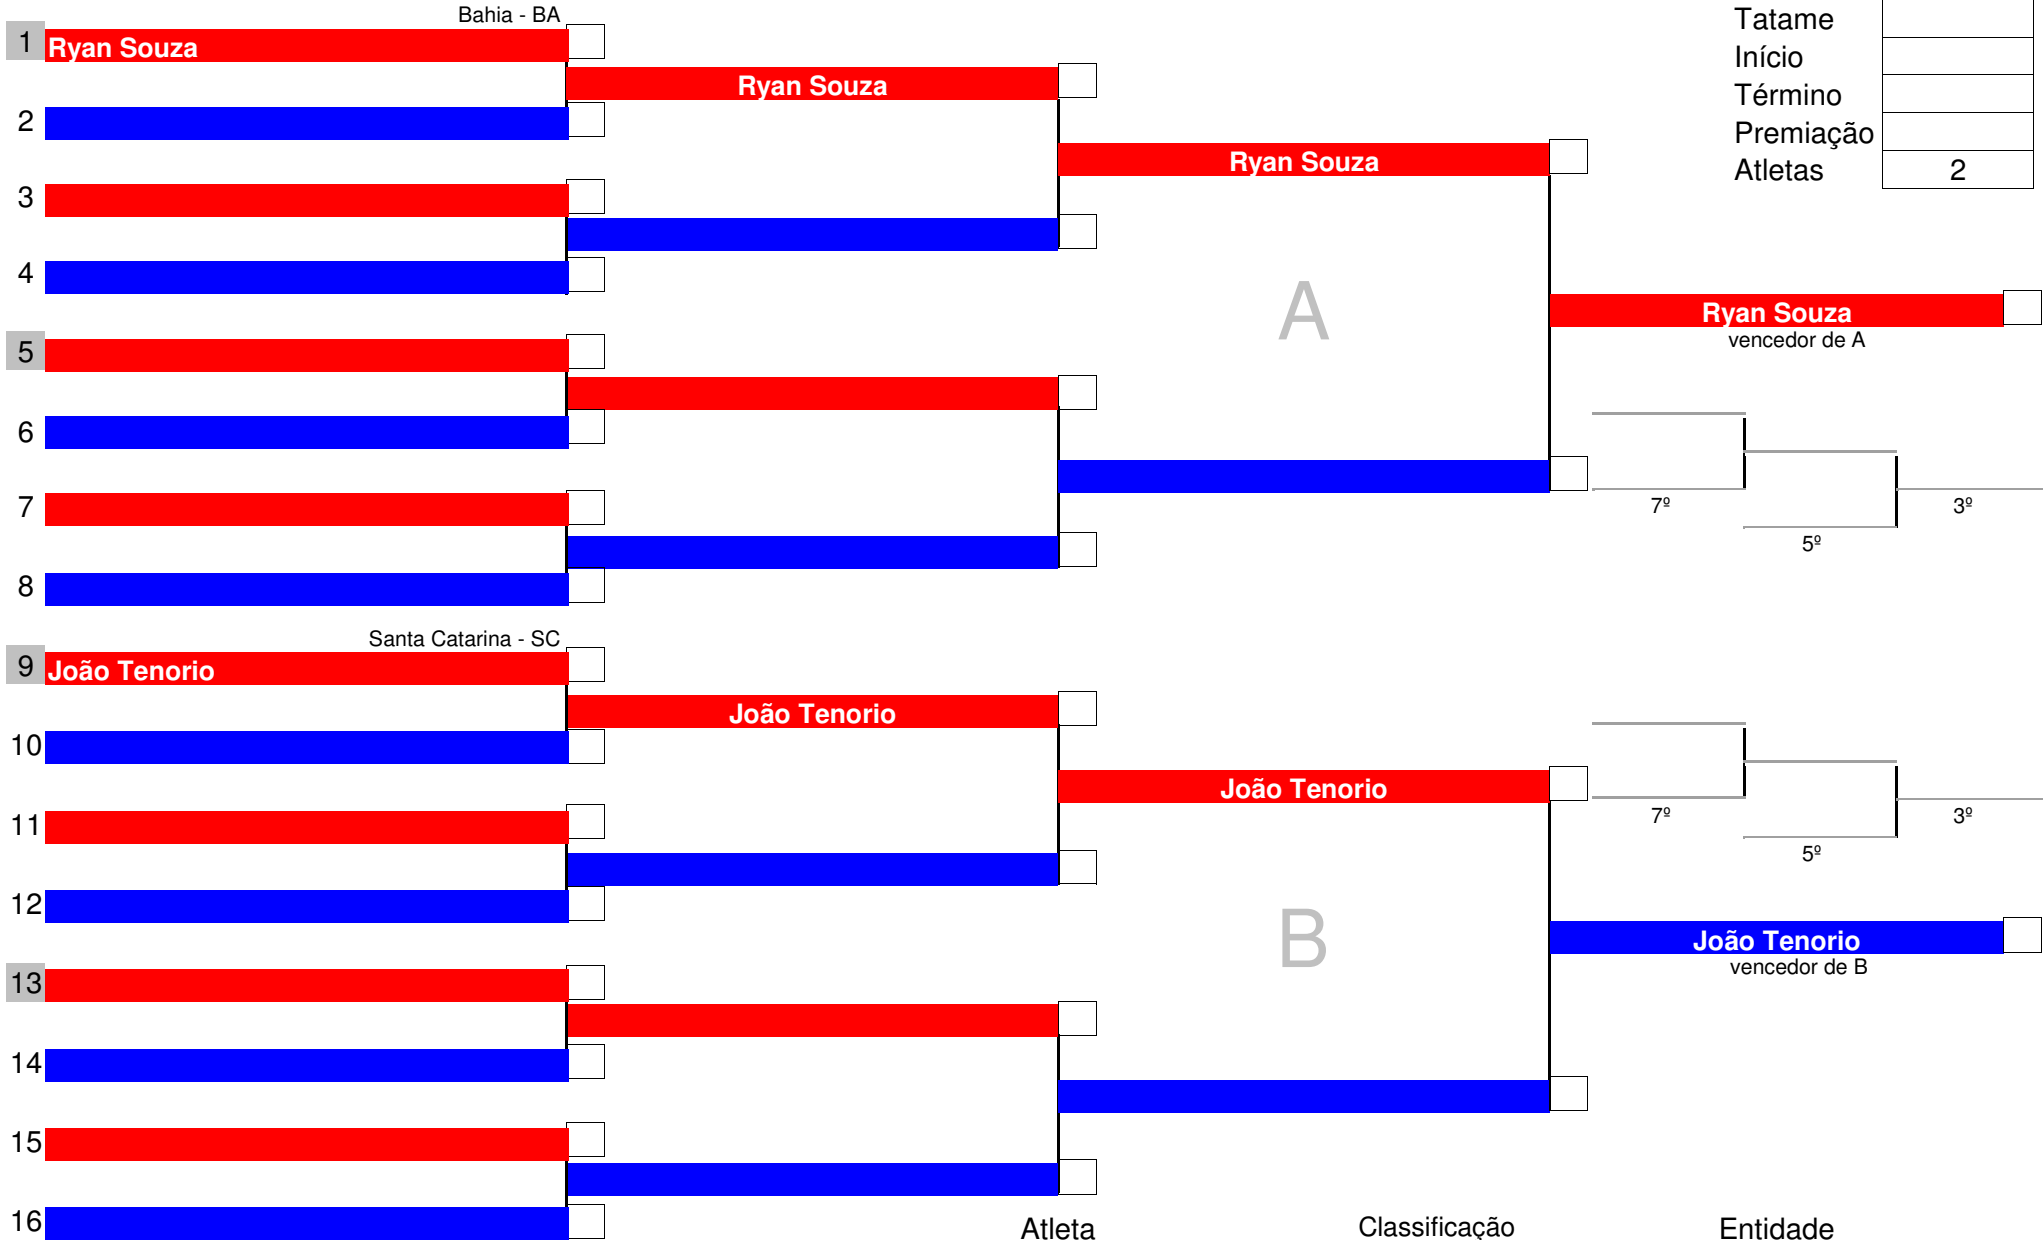 Bahia - BA
1 Ryan Souza
Ryan Souza
2
Ryan Souza
3
4
5
6
7
8
A
Tatame
Início
Término
Premiação
Atletas 2
Ryan Souza
vencedor de A
7º
3º
5º
Santa Catarina - SC
9 João Tenorio
João Tenorio
10
João Tenorio
11
12
13
14
15
16
B
7º
3º
5º
João Tenorio
vencedor de B
Atleta Classificação Entidade